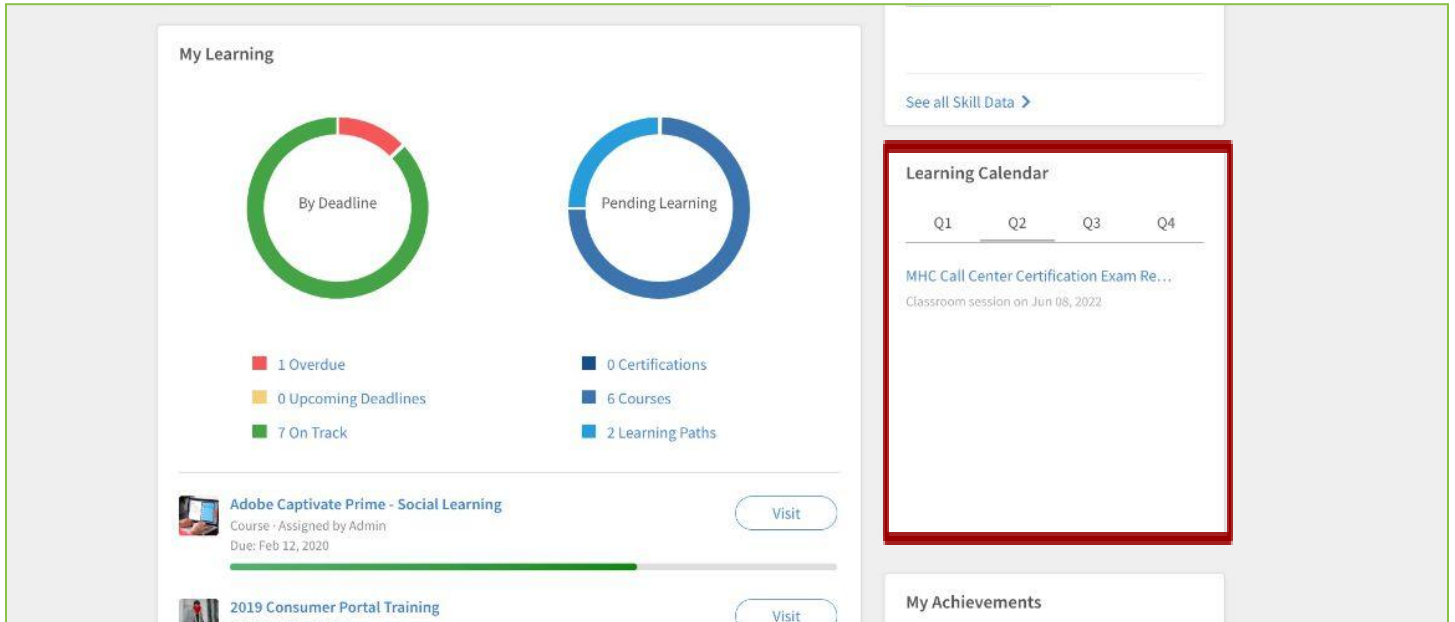 My Learning
By Deadline
Pending Learning
1 Overdue
0 Upcoming Deadlines
7 On Track
0 Certifications
6 Courses
2 Learning Paths
Adobe Captivate Prime - Social Learning
Course · Assigned by Admin
Due: Feb 12, 2020
Visit
2019 Consumer Portal Training
Visit
See all Skill Data
Learning Calendar
Q1 Q2 Q3 Q4
MHC Call Center Certification Exam Re...
Classroom session on Jun 08, 2022
My Achievements